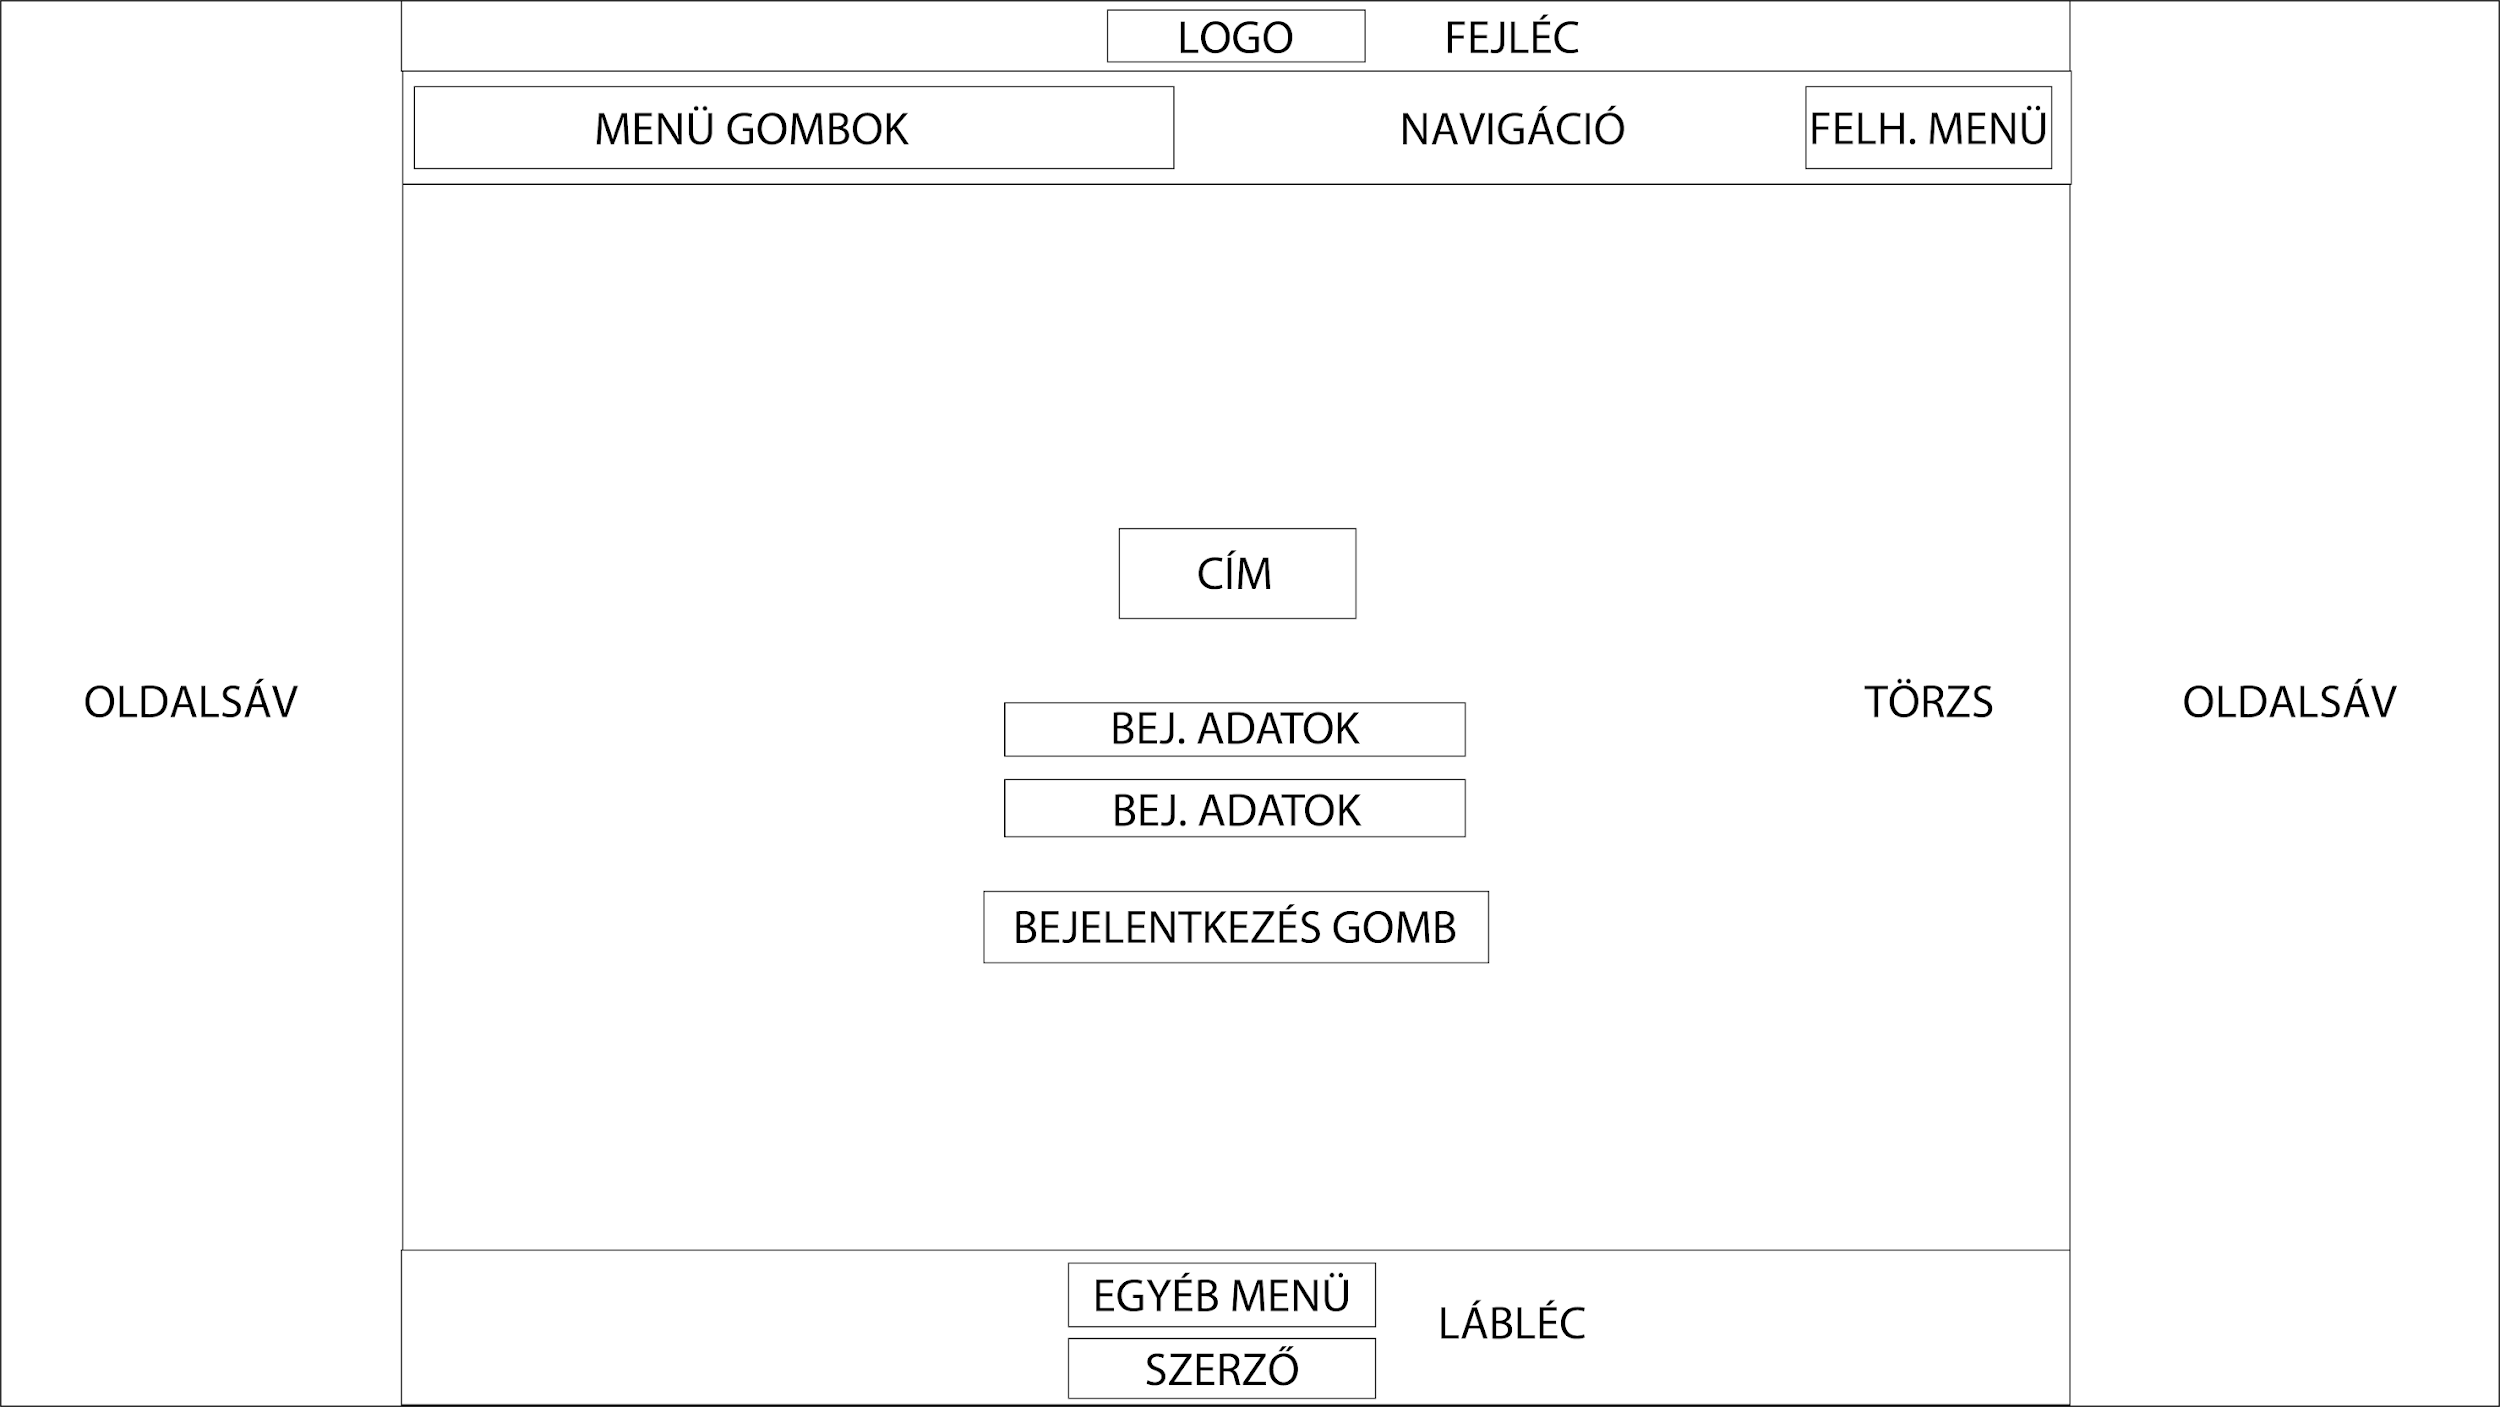 LOGO
FEJLÉC
MENÜ GOMBOK
NAVIGÁCIÓ
FELH. MENÜ
OLDALSÁV
CÍM
BEJ. ADATOK
BEJ. ADATOK
BEJELENTKEZÉS GOMB
TÖRZS
OLDALSÁV
EGYÉB MENÜ
SZERZŐ
LÁBLÉC